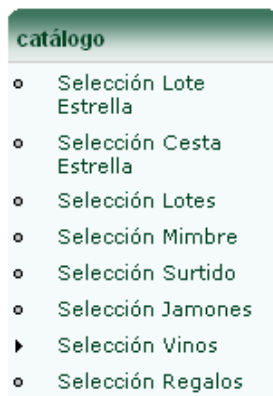 catálogo
Selección Lote
Estrella
Selección Cesta
Estrella
Selección Lotes
Selección Mimbre
Selección Surtido
Selección Jamones
Selección Vinos
Selección Regalos